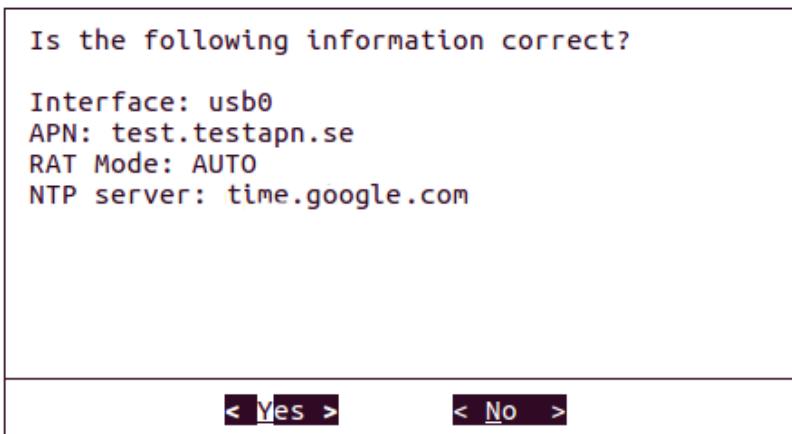 Is the following information correct?
Interface: usb0
APN: test.testapn.se
RAT Mode: AUTO
NTP server: time.google.com
< Yes > < No >